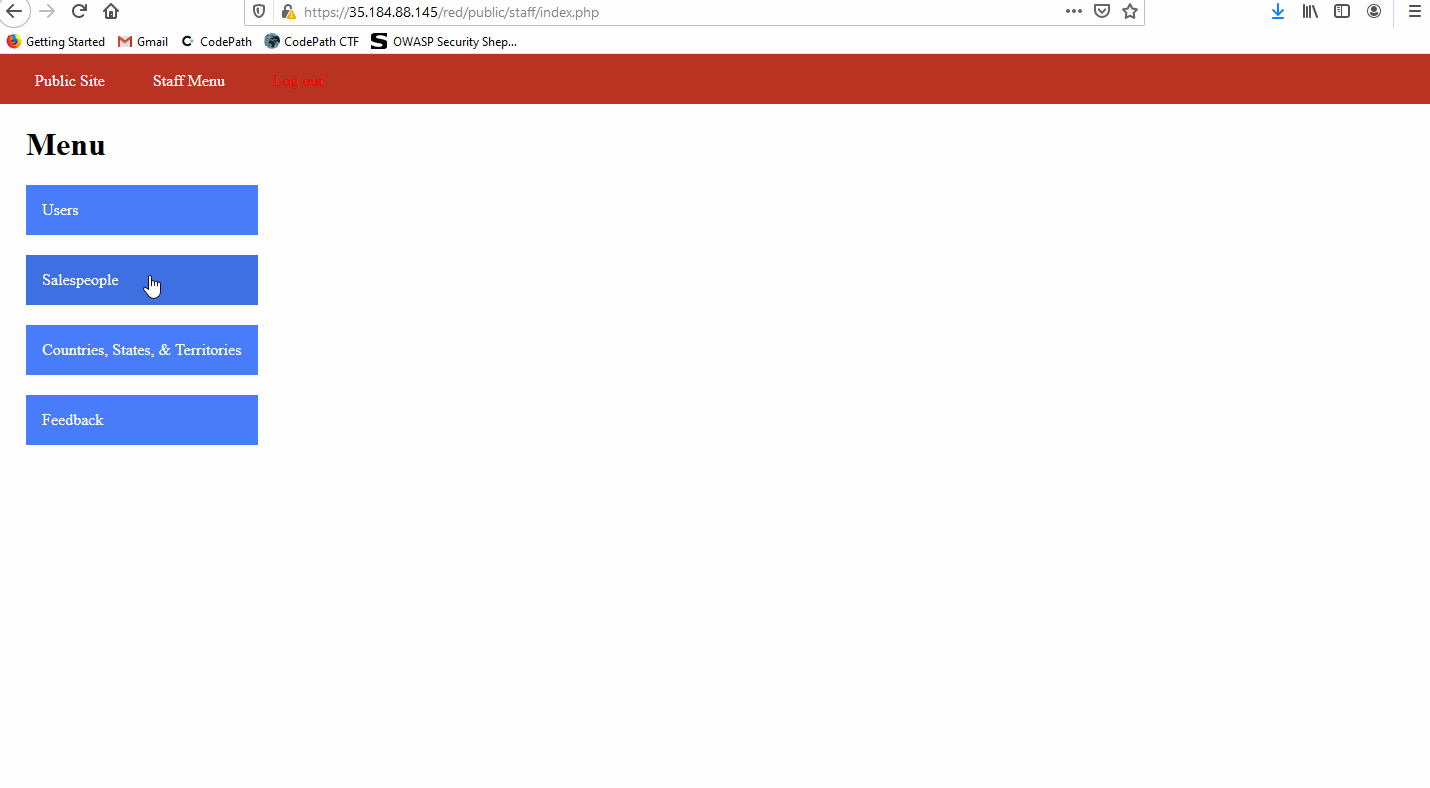 https://35.184.88.145/red/public/staff/index.php
Getting Started Gmail CodePath CodePath CTF OWASP Security Shep...
Public Site Staff Menu Log out
Menu
Users
Salespeople
Countries, States, & Territories
Feedback